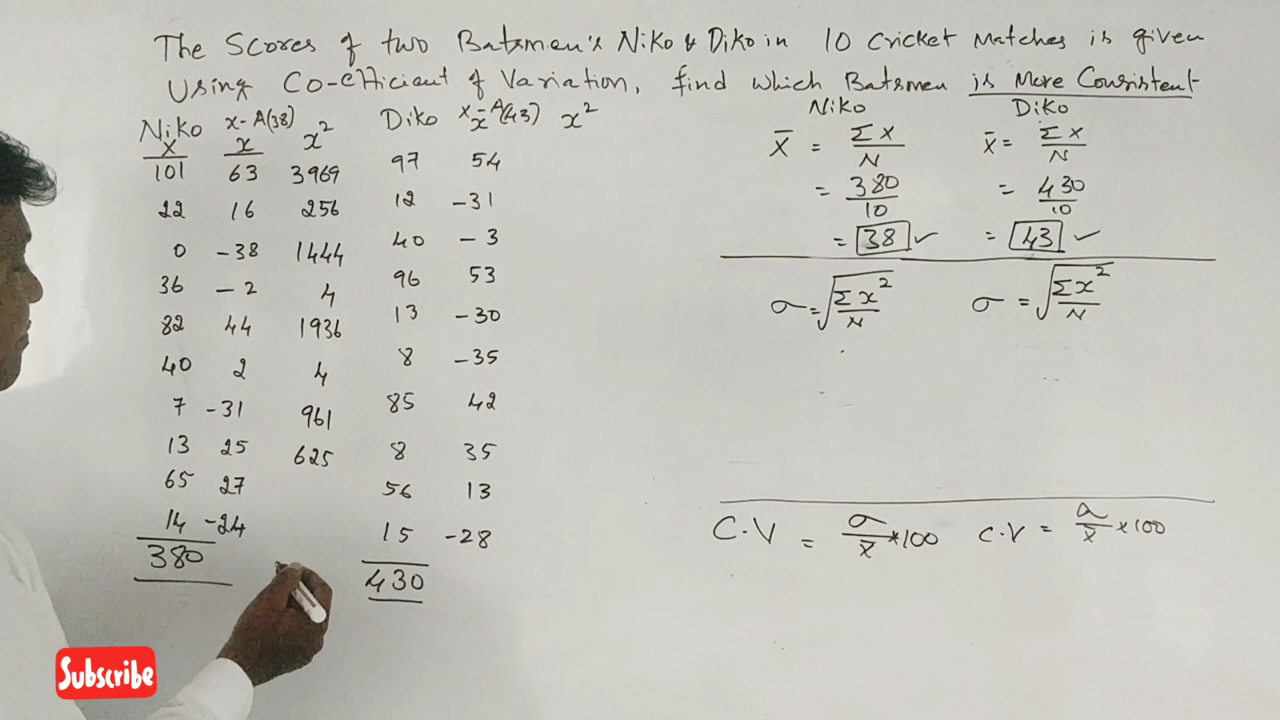 The Scores of two Batsmen's Niko & Diko in 10 Cricket Matches is given
Using Co-efficient of Variation, find which Batsmen is More Consistent
Niko x-A(38) x² Diko x-A(43) x² Niko Diko
X x x
101 63 3969 97 54
22 16 256 12 -31
0 -38 1444 40 -3
36 -2 4 96 53
82 44 1936 13 -30
40 2 4 8 -35
7 -31 961 85 42
13 25 625 8 35
65 27 56 13
14 -24 15 -28
380 430
X̄ = ΣX/N X̄ = ΣX/N
= 380/10 = 430/10
= 38 ✓ = 43 ✓
σ = √Σx²/N σ = √Σx²/N
C.V = σ/x̄ *100 C.V = σ/x̄ *100
Subscribe